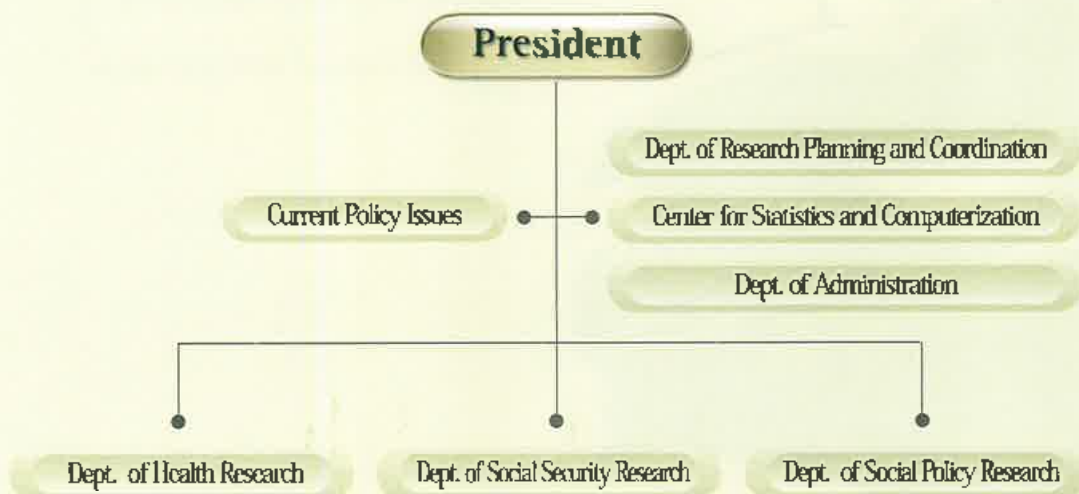 President
Dept. of Research Planning and Coordination
Current Policy Issues
Center for Statistics and Computerization
Dept. of Administration
Dept. of Health Research
Dept. of Social Security Research
Dept. of Social Policy Research